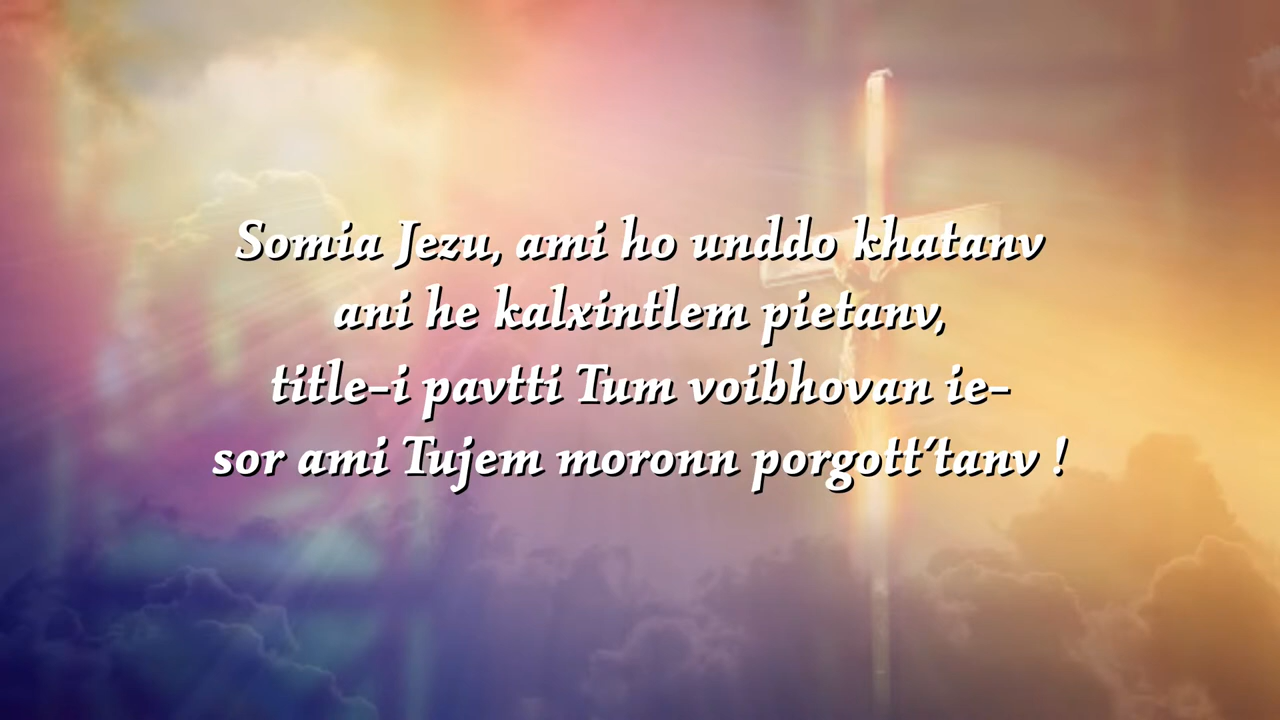 Somia Jezu, ami ho unddo khatanv
ani he kalxintlem pietanv,
title-i pavtti Tum voibhovan ie-
sor ami Tujem moronn porgott’tanv !